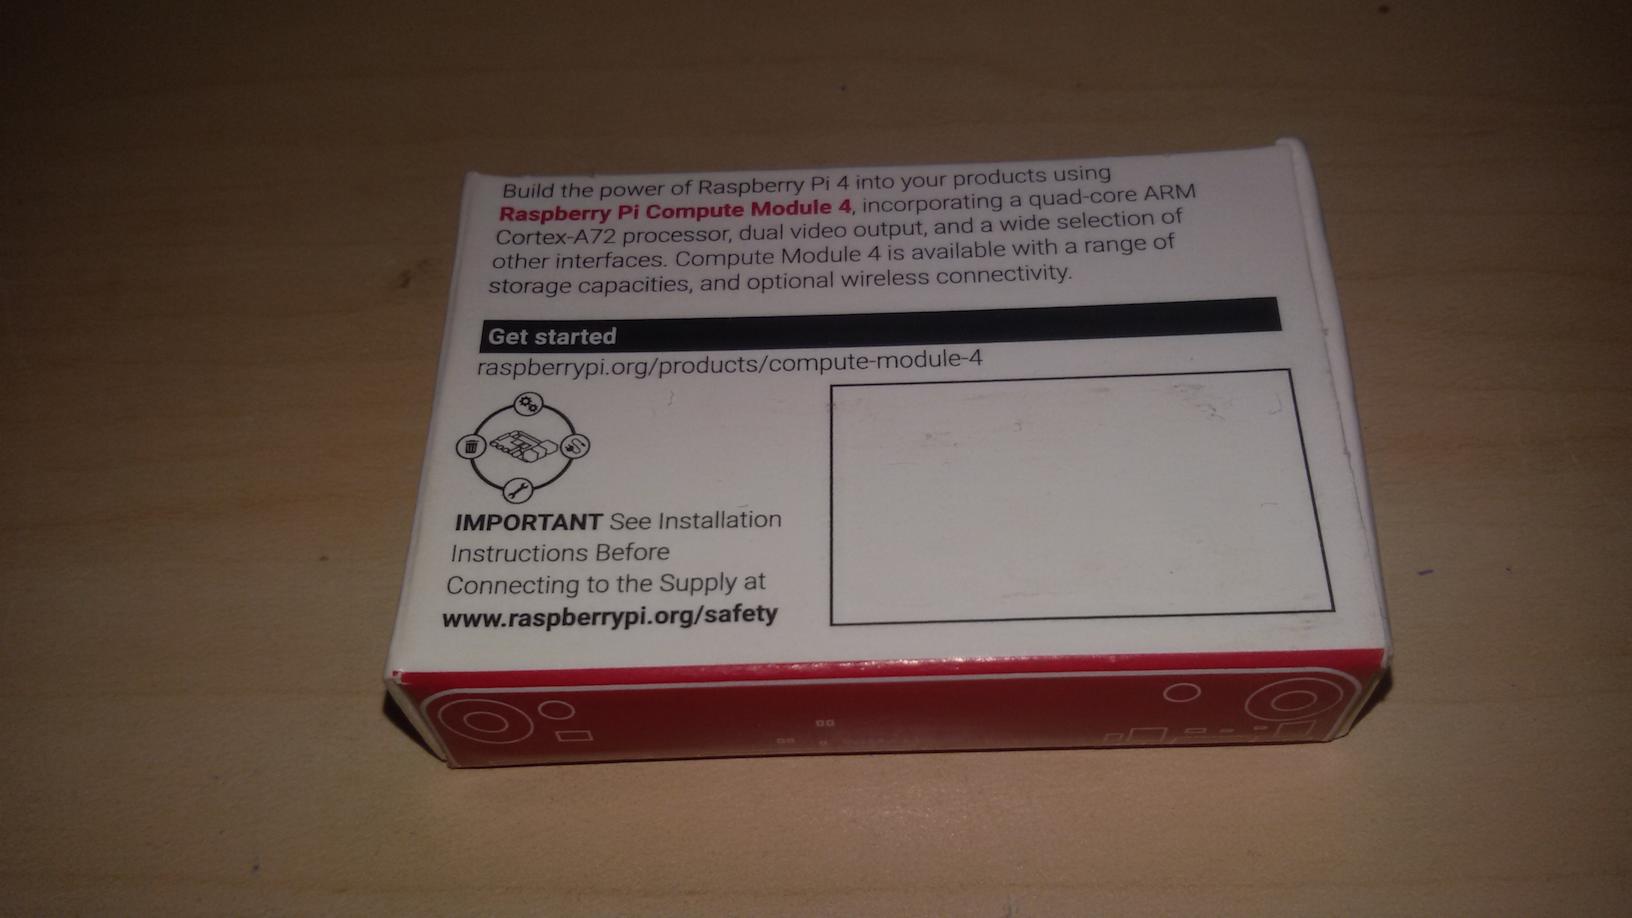 Build the power of Raspberry Pi 4 into your products using
Raspberry Pi Compute Module 4, incorporating a quad-core ARM
Cortex-A72 processor, dual video output, and a wide selection of
other interfaces. Compute Module 4 is available with a range of
storage capacities, and optional wireless connectivity.
Get started
raspberrypi.org/products/compute-module-4
IMPORTANT See Installation
Instructions Before
Connecting to the Supply at
www.raspberrypi.org/safety